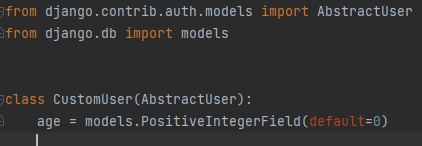 from django.contrib.auth.models import AbstractUser
from django.db import models
class CustomUser(AbstractUser):
    age = models.PositiveIntegerField(default=0)